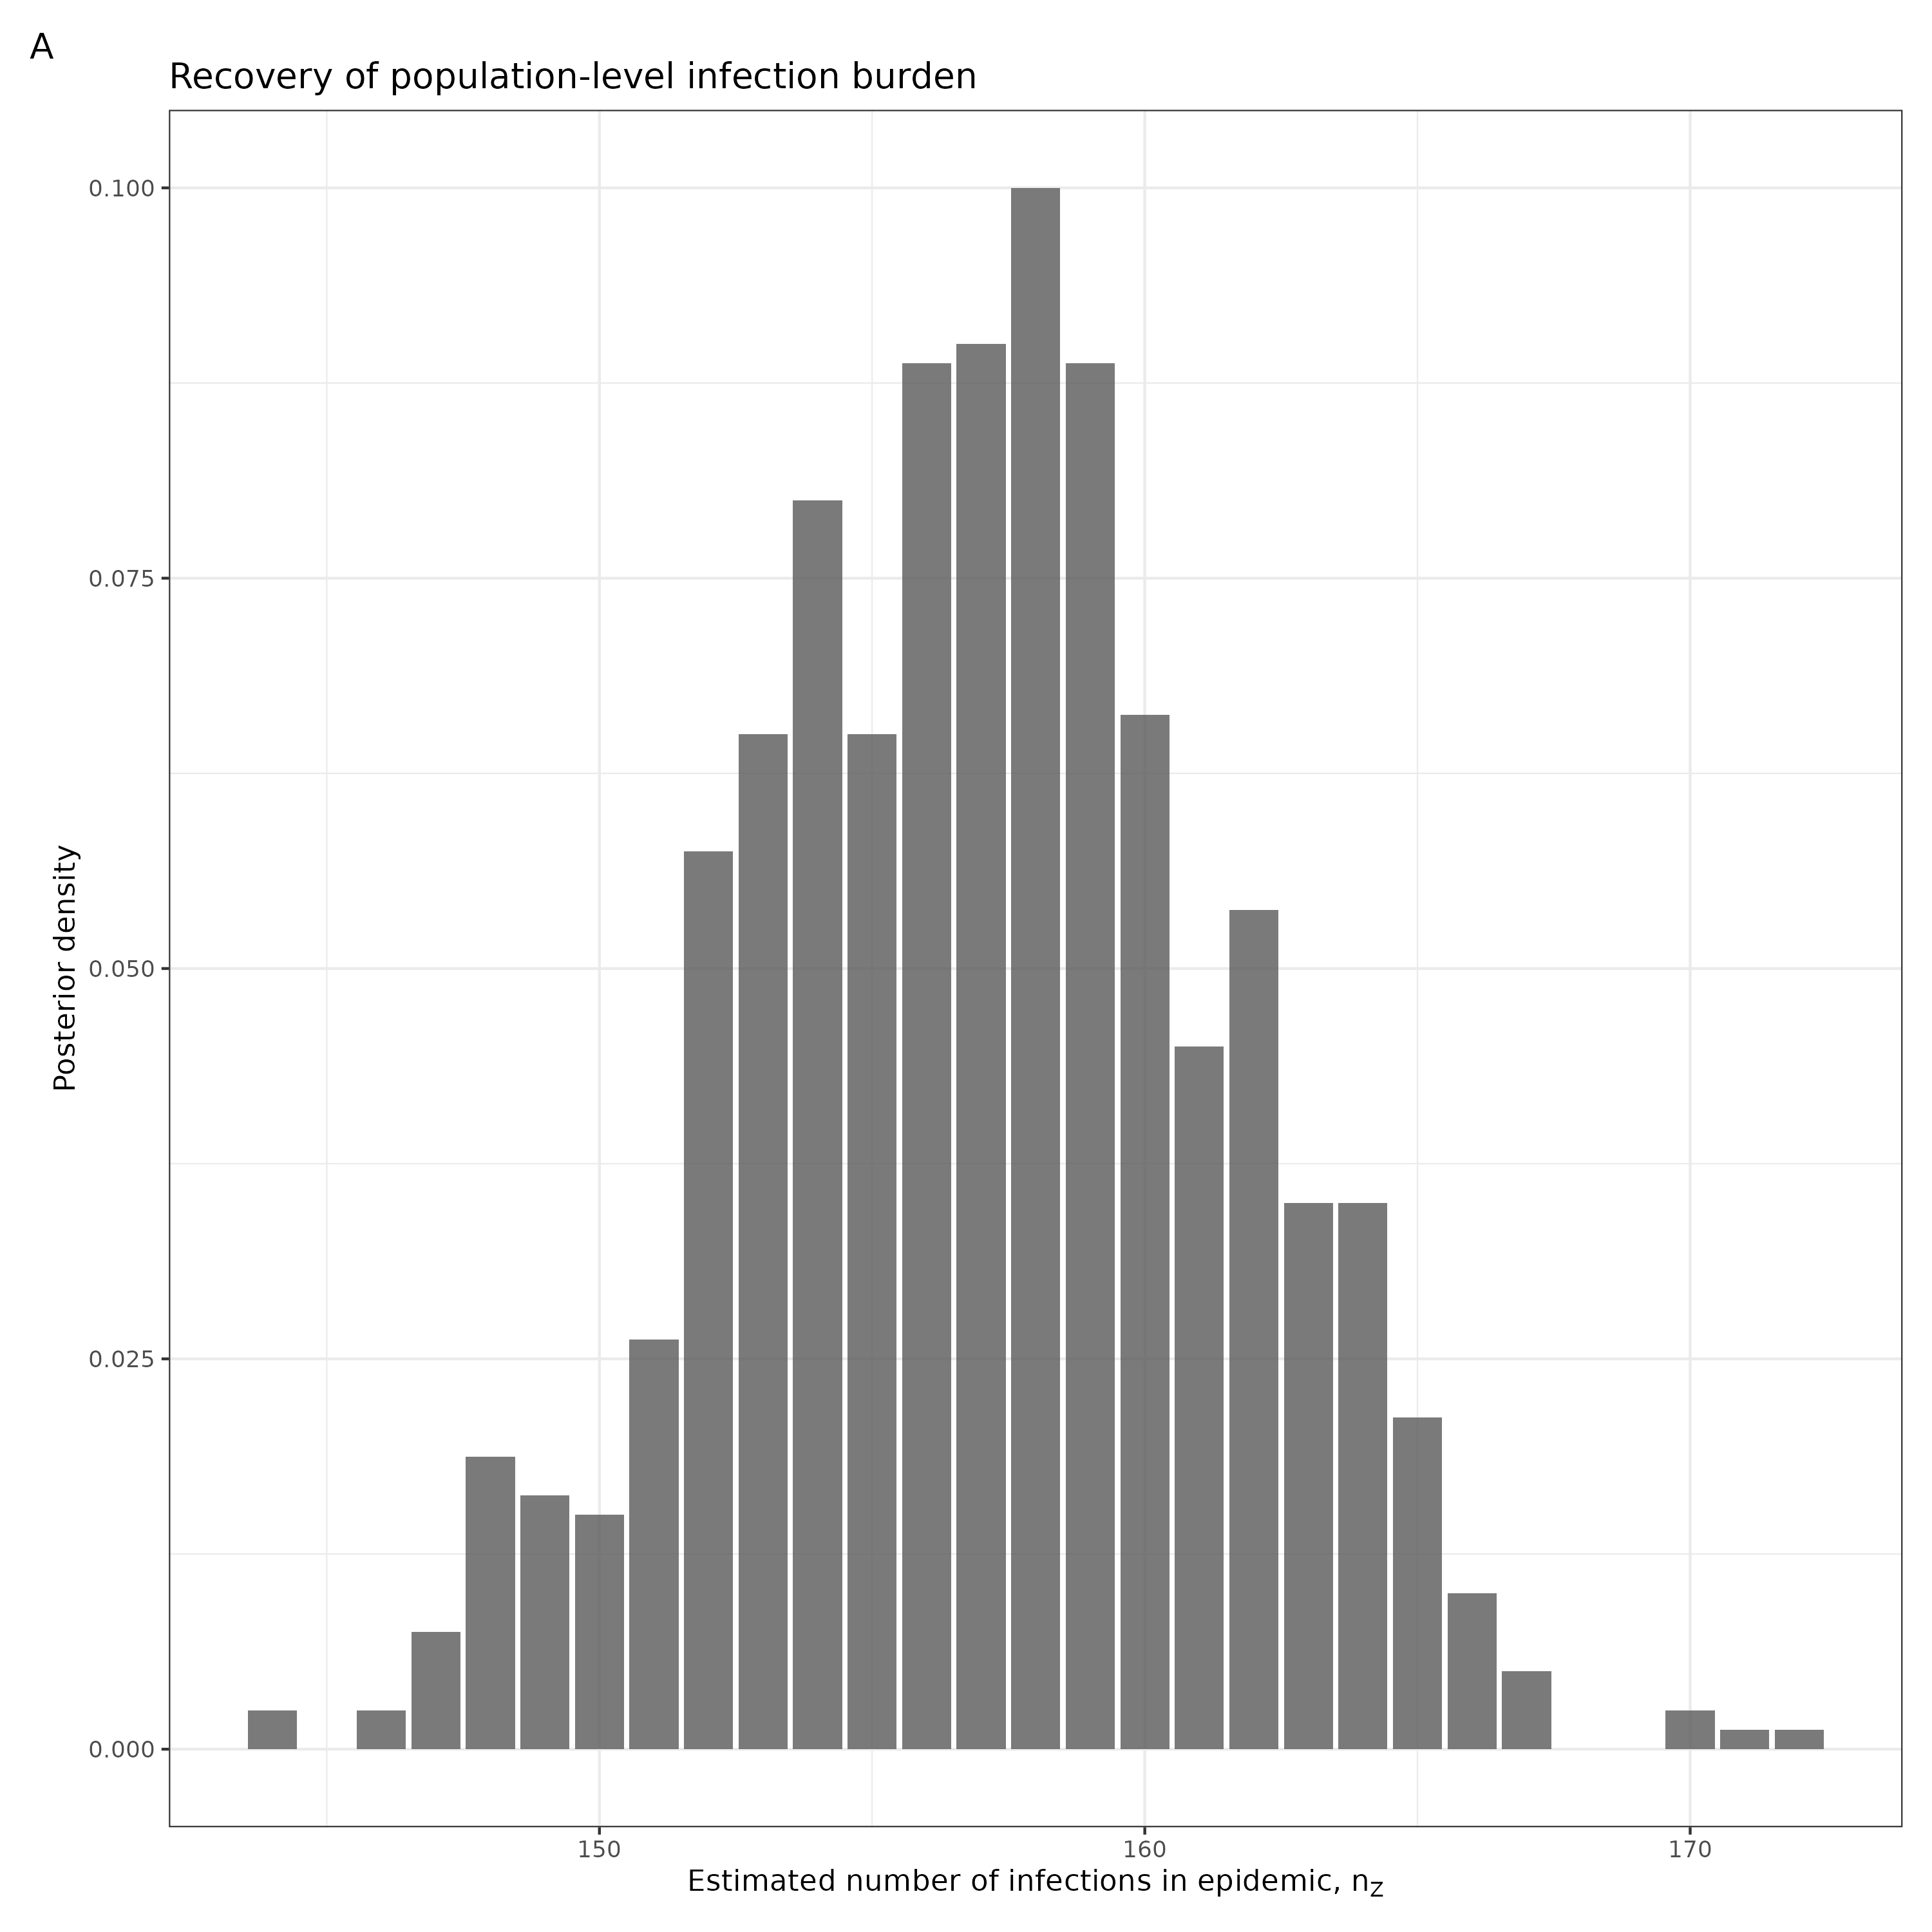 A
Recovery of population-level infection burden
0.100
0.075
0.050
0.025
0.000
Posterior density
150 160 170
Estimated number of infections in epidemic, nZ